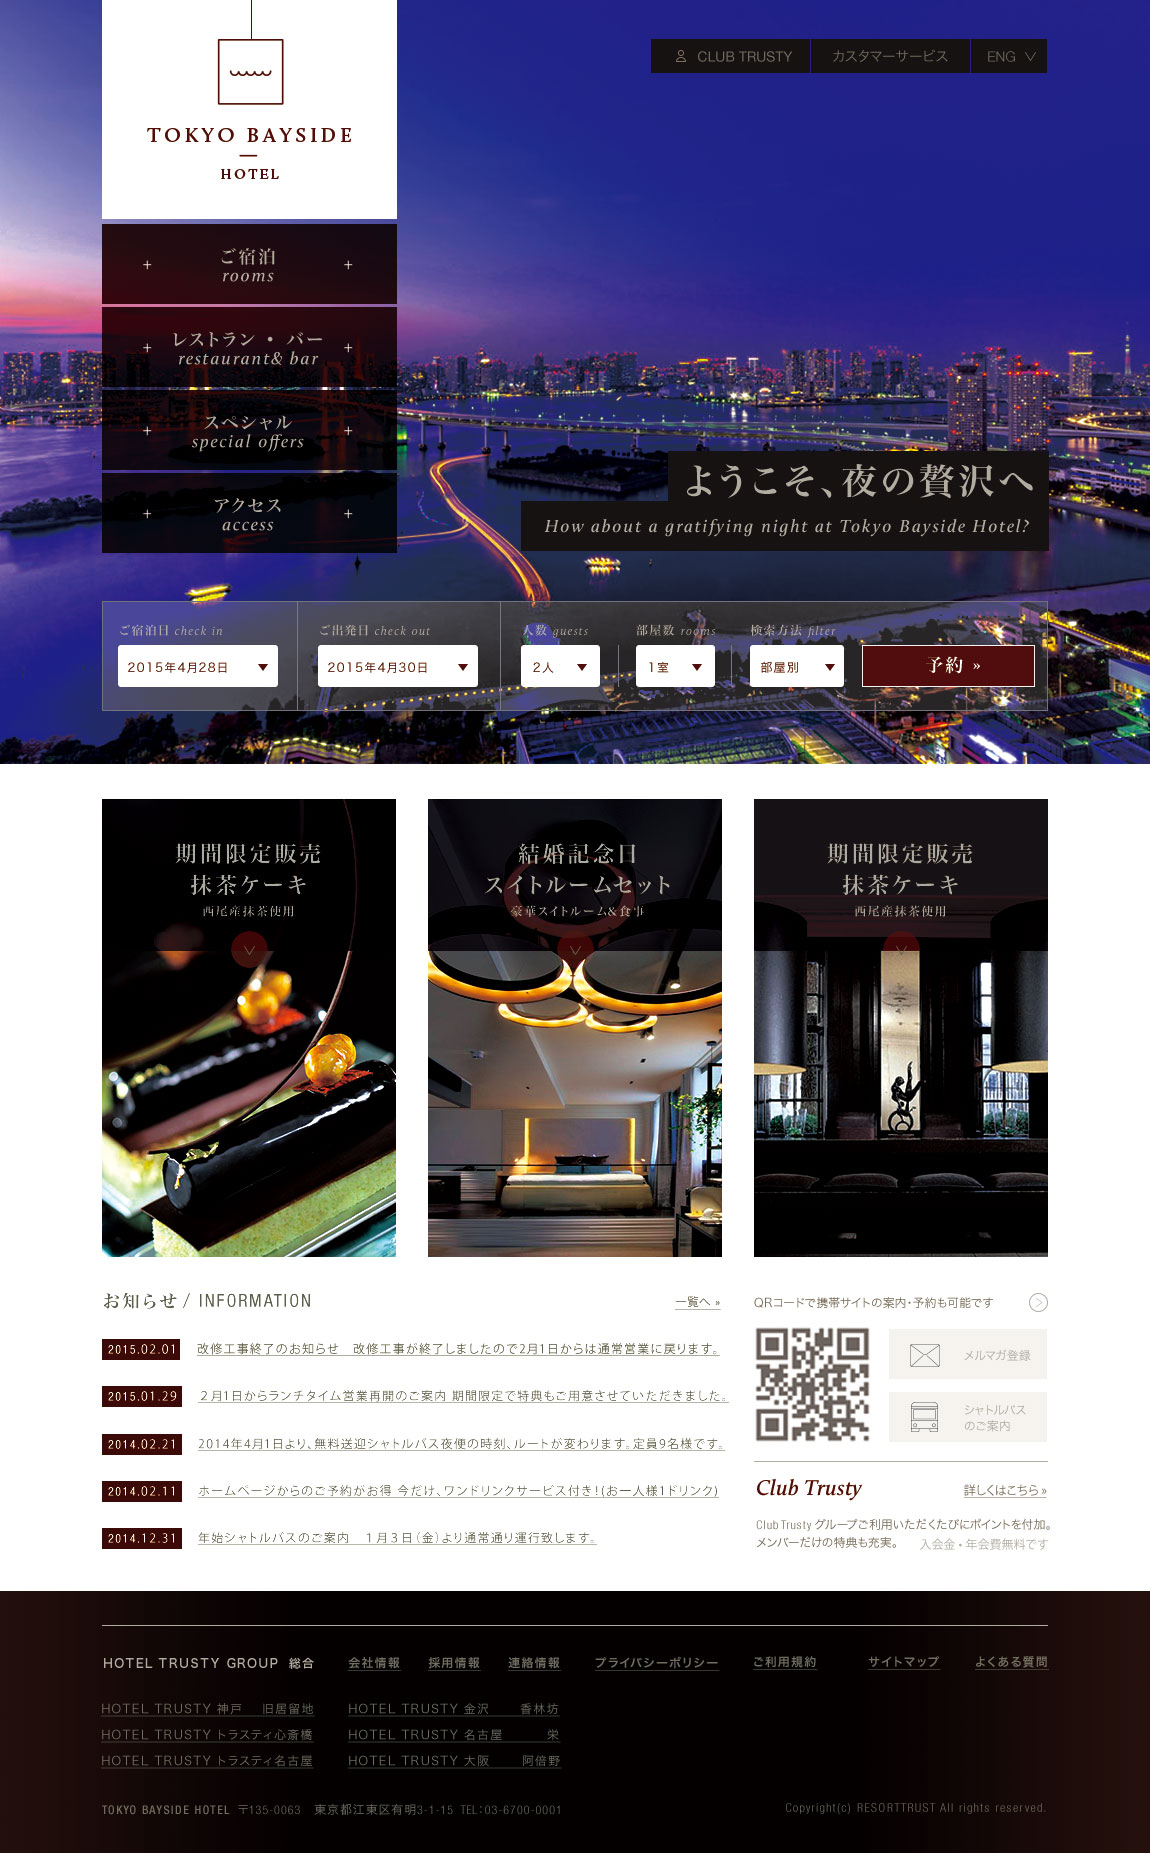 TOKYO BAYSIDE
HOTEL
CLUB TRUSTY
カスタマーサービス
ENG
ご宿泊
rooms
レストラン ・ バー
restaurant& bar
スペシャル
special offers
アクセス
access
ようこそ、夜の贅沢へ
How about a gratifying night at Tokyo Bayside Hotel?
ご宿泊日 check in
ご出発日 check out
人数 guests
部屋数 rooms
検索方法 filter
2015年4月28日
2015年4月30日
2人
1室
部屋別
予約 »
期間限定販売
抹茶ケーキ
西尾産抹茶使用
結婚記念日
スイトルームセット
豪華スイトルーム&食事
期間限定販売
抹茶ケーキ
西尾産抹茶使用
お知らせ / INFORMATION
一覧へ »
2015.02.01 改修工事終了のお知らせ　改修工事が終了しましたので2月1日からは通常営業に戻ります。
2015.01.29 2月1日からランチタイム営業再開のご案内 期間限定で特典もご用意させていただきました。
2014.02.21 2014年4月1日より、無料送迎シャトルバス夜便の時刻、ルートが変わります。定員9名様です。
2014.02.11 ホームページからのご予約がお得 今だけ、ワンドリンクサービス付き！(お一人様1ドリンク)
2014.12.31 年始シャトルバスのご案内　1月3日（金）より通常通り運行致します。
QRコードで携帯サイトの案内・予約も可能です
メルマガ登録
シャトルバス
のご案内
Club Trusty
詳しくはこちら »
Club Trusty グループご利用いただくたびにポイントを付加。
メンバーだけの特典も充実。 入会金・年会費無料です
HOTEL TRUSTY GROUP 総合
会社情報
採用情報
連絡情報
プライバシーポリシー
ご利用規約
サイトマップ
よくある質問
HOTEL TRUSTY 神戸　旧居留地
HOTEL TRUSTY 金沢　香林坊
HOTEL TRUSTY トラスティ心斎橋
HOTEL TRUSTY 名古屋　栄
HOTEL TRUSTY トラスティ名古屋
HOTEL TRUSTY 大阪　阿倍野
TOKYO BAYSIDE HOTEL 〒135-0063　東京都江東区有明3-1-15 TEL：03-6700-0001
Copyright(c) RESORTTRUST All rights reserved.